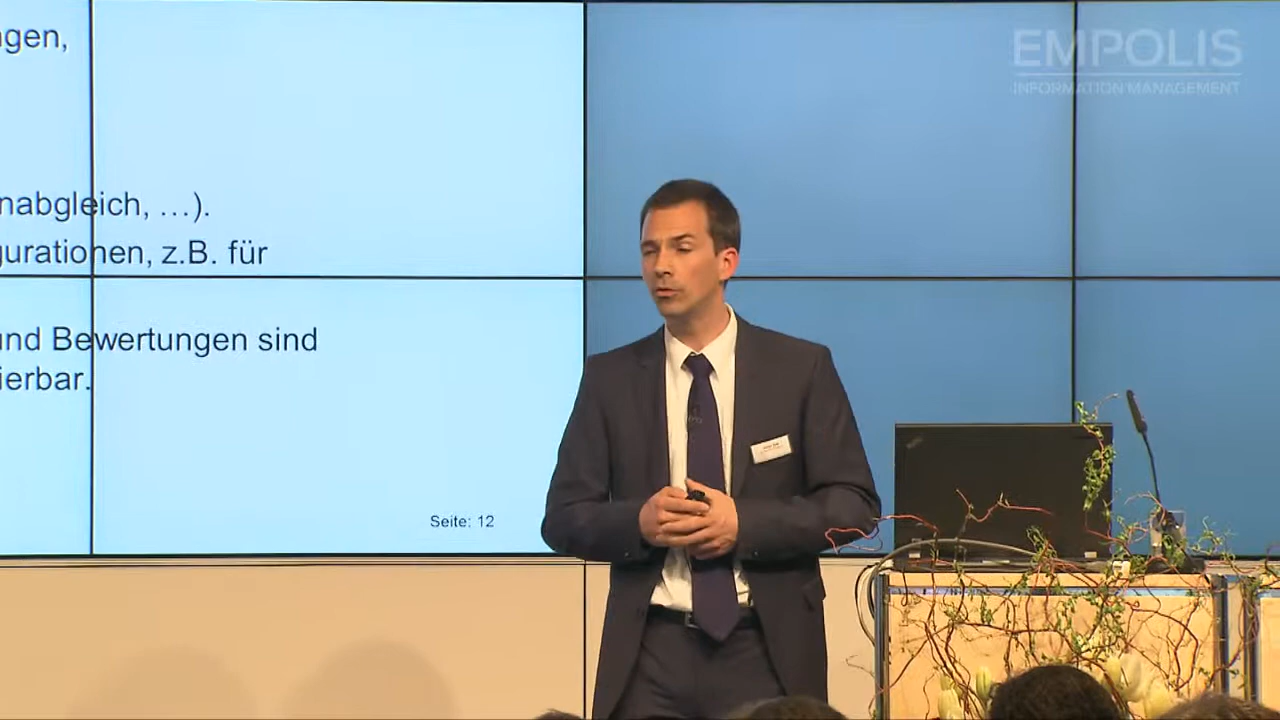 ngen,
EMPOLIS
INFORMATION MANAGEMENT
nabgleich, …).
gurationen, z.B. für
und Bewertungen sind
ierbar.
Seite: 12